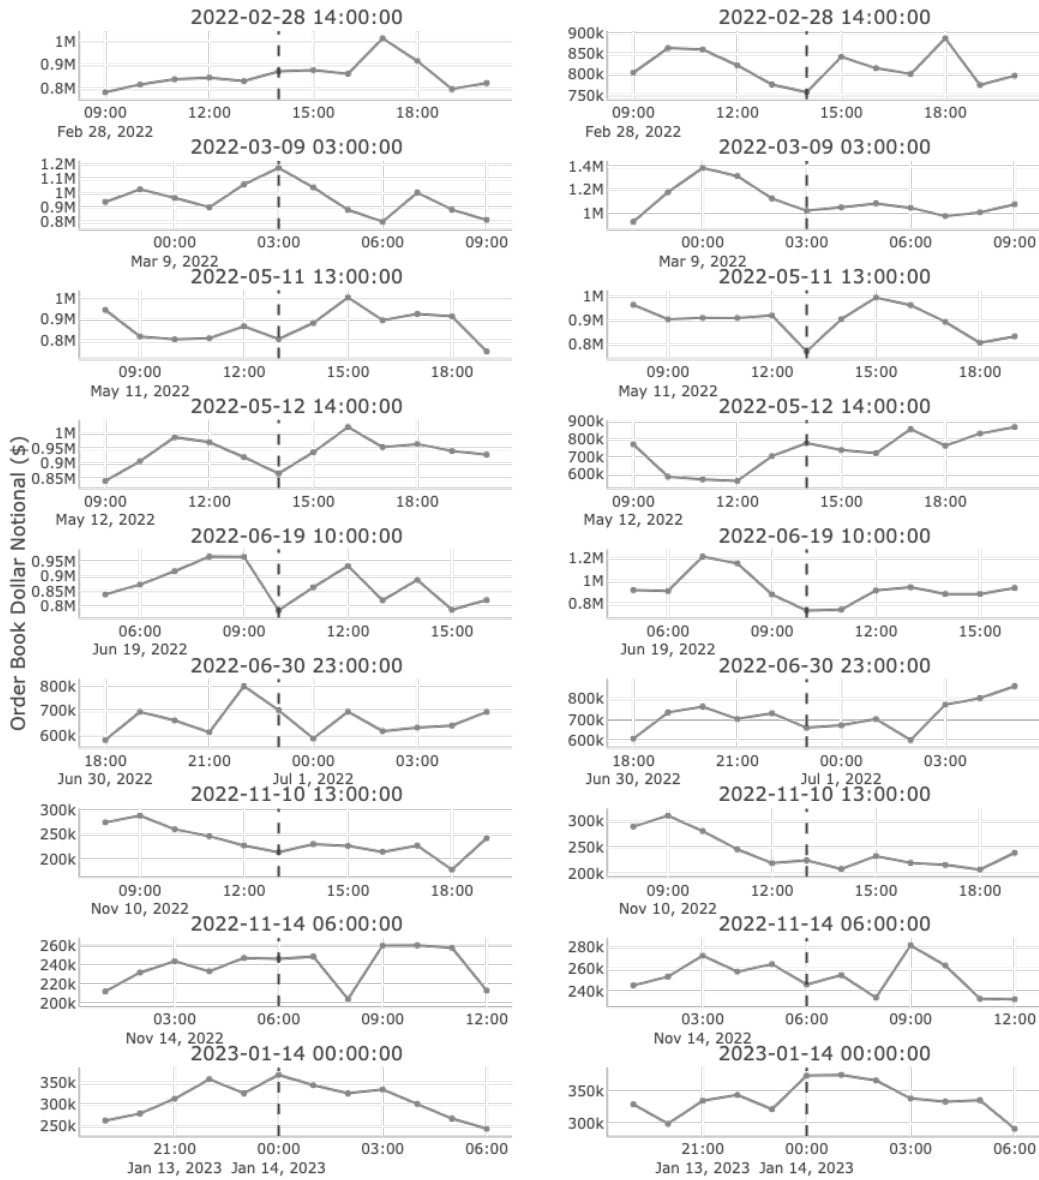 2022-02-28 14:00:00
2022-02-28 14:00:00
1M
0.9M
0.8M
900k
850k
800k
750k
09:00 12:00 15:00 18:00
Feb 28, 2022
09:00 12:00 15:00 18:00
Feb 28, 2022
2022-03-09 03:00:00
2022-03-09 03:00:00
1.2M
1.1M
1M
0.9M
0.8M
1.4M
1.2M
1M
00:00 03:00 06:00 09:00
Mar 9, 2022
00:00 03:00 06:00 09:00
Mar 9, 2022
2022-05-11 13:00:00
2022-05-11 13:00:00
1M
0.9M
0.8M
1M
0.9M
0.8M
09:00 12:00 15:00 18:00
May 11, 2022
09:00 12:00 15:00 18:00
May 11, 2022
2022-05-12 14:00:00
2022-05-12 14:00:00
1M
0.95M
0.9M
0.85M
900k
800k
700k
600k
09:00 12:00 15:00 18:00
May 12, 2022
09:00 12:00 15:00 18:00
May 12, 2022
Order Book Dollar Notional ($)
2022-06-19 10:00:00
2022-06-19 10:00:00
0.95M
0.9M
0.85M
0.8M
1.2M
1M
0.8M
06:00 09:00 12:00 15:00
Jun 19, 2022
06:00 09:00 12:00 15:00
Jun 19, 2022
2022-06-30 23:00:00
2022-06-30 23:00:00
800k
700k
600k
800k
700k
600k
18:00 21:00 00:00 03:00
Jun 30, 2022 Jul 1, 2022
18:00 21:00 00:00 03:00
Jun 30, 2022 Jul 1, 2022
2022-11-10 13:00:00
2022-11-10 13:00:00
300k
250k
200k
300k
250k
200k
09:00 12:00 15:00 18:00
Nov 10, 2022
09:00 12:00 15:00 18:00
Nov 10, 2022
2022-11-14 06:00:00
2022-11-14 06:00:00
260k
240k
220k
200k
280k
260k
240k
03:00 06:00 09:00 12:00
Nov 14, 2022
03:00 06:00 09:00 12:00
Nov 14, 2022
2023-01-14 00:00:00
2023-01-14 00:00:00
350k
300k
250k
350k
300k
21:00 00:00 03:00 06:00
Jan 13, 2023 Jan 14, 2023
21:00 00:00 03:00 06:00
Jan 13, 2023 Jan 14, 2023